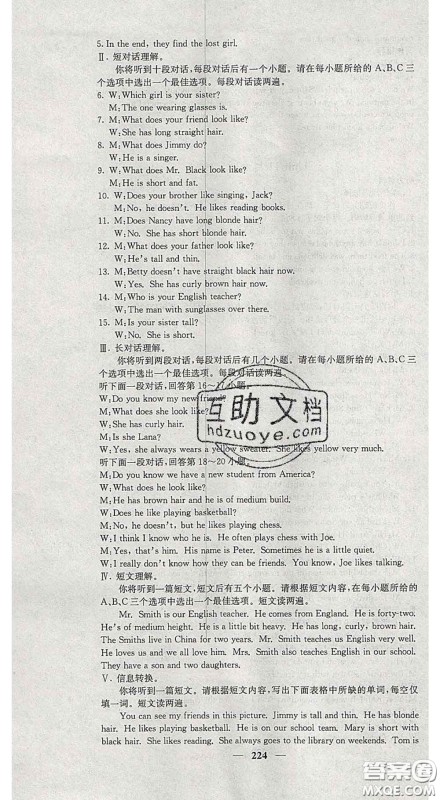 5. In the end, they find the lost girl.
Ⅱ. 短对话理解。
你将听到十段对话，每段对话后有一个小题。请在每小题所给的 A、B、C 三
个选项中选出一个最佳选项。每段对话读两遍。
6. W: Which girl is your sister?
M: The one wearing glasses is.
7. M: What does your friend look like?
W: She has long straight hair.
8. W: What does Jimmy do?
M: He is a singer.
9. W: What does Mr. Black look like?
M: He is short and fat.
10. W: Does your brother like singing, Jack?
M: No, he doesn't. He likes reading books.
11. M: Does Nancy have long blonde hair?
W: No. She has short blonde hair.
12. W: What does your father look like?
M: He's tall and thin.
13. M: Betty doesn't have straight black hair now.
W: Yes. She has curly brown hair now.
14. W: Who is your English teacher?
M: The man with sunglasses over there.
15. W: Is your sister tall?
M: No. She is short.
Ⅲ. 长对话理解。
你将听到两段对话，每段对话后有几个小题。请在每小题所给的 A、B、C 三
个选项中选出一个最佳选项。每段对话读两遍。
听下面一段对话，回答第 16～17 小题。
W: Do you know my new friend?
M: What does she look like?
W: She has curly hair.
M: Is she Lana?
W: Yes, she always wears a yellow sweater. She likes yellow very much.
听下面一段对话，回答第 18～20 小题。
M: Do you know we have a new student from America?
W: What does he look like?
M: He has brown hair and he is of medium build.
W: Does he like playing basketball?
M: No, he doesn't, but he likes playing chess.
W: I think I know who he is. He often plays chess with Joe.
M: Yes, that's him. His name is Peter. Sometimes he is a little quiet.
W: I really don't know how they can be friends. You know, Joe likes talking.
Ⅳ. 短文理解。
你将听到一篇短文，短文后有五个小题。请根据短文内容，在每小题所给的
A、B、C 三个选项中选出一个最佳选项。短文读两遍。
Mr. Smith is our English teacher. He comes from England. He is forty-two.
He's of medium height. He is a little bit heavy. He has long, curly, blonde hair.
The Smiths live in China for two years. Mr. Smith teaches us English very well.
He loves us and we all love him. Mrs. Smith also teaches English in our school.
They have a son and two daughters.
Ⅴ. 信息转换。
你将听到一篇短文。请根据短文内容，写出下面表格中所缺的单词，每空仅
填一词。短文读两遍。
You can see my friends in this picture. Jimmy is tall and thin. He has blonde
hair. He likes playing basketball. He is on our school team. Mary is short with
black hair. She likes reading. She always goes to the library on weekends. Tom is
224
互助文档
hdzuoye.com
答案圈
MXQE.COM